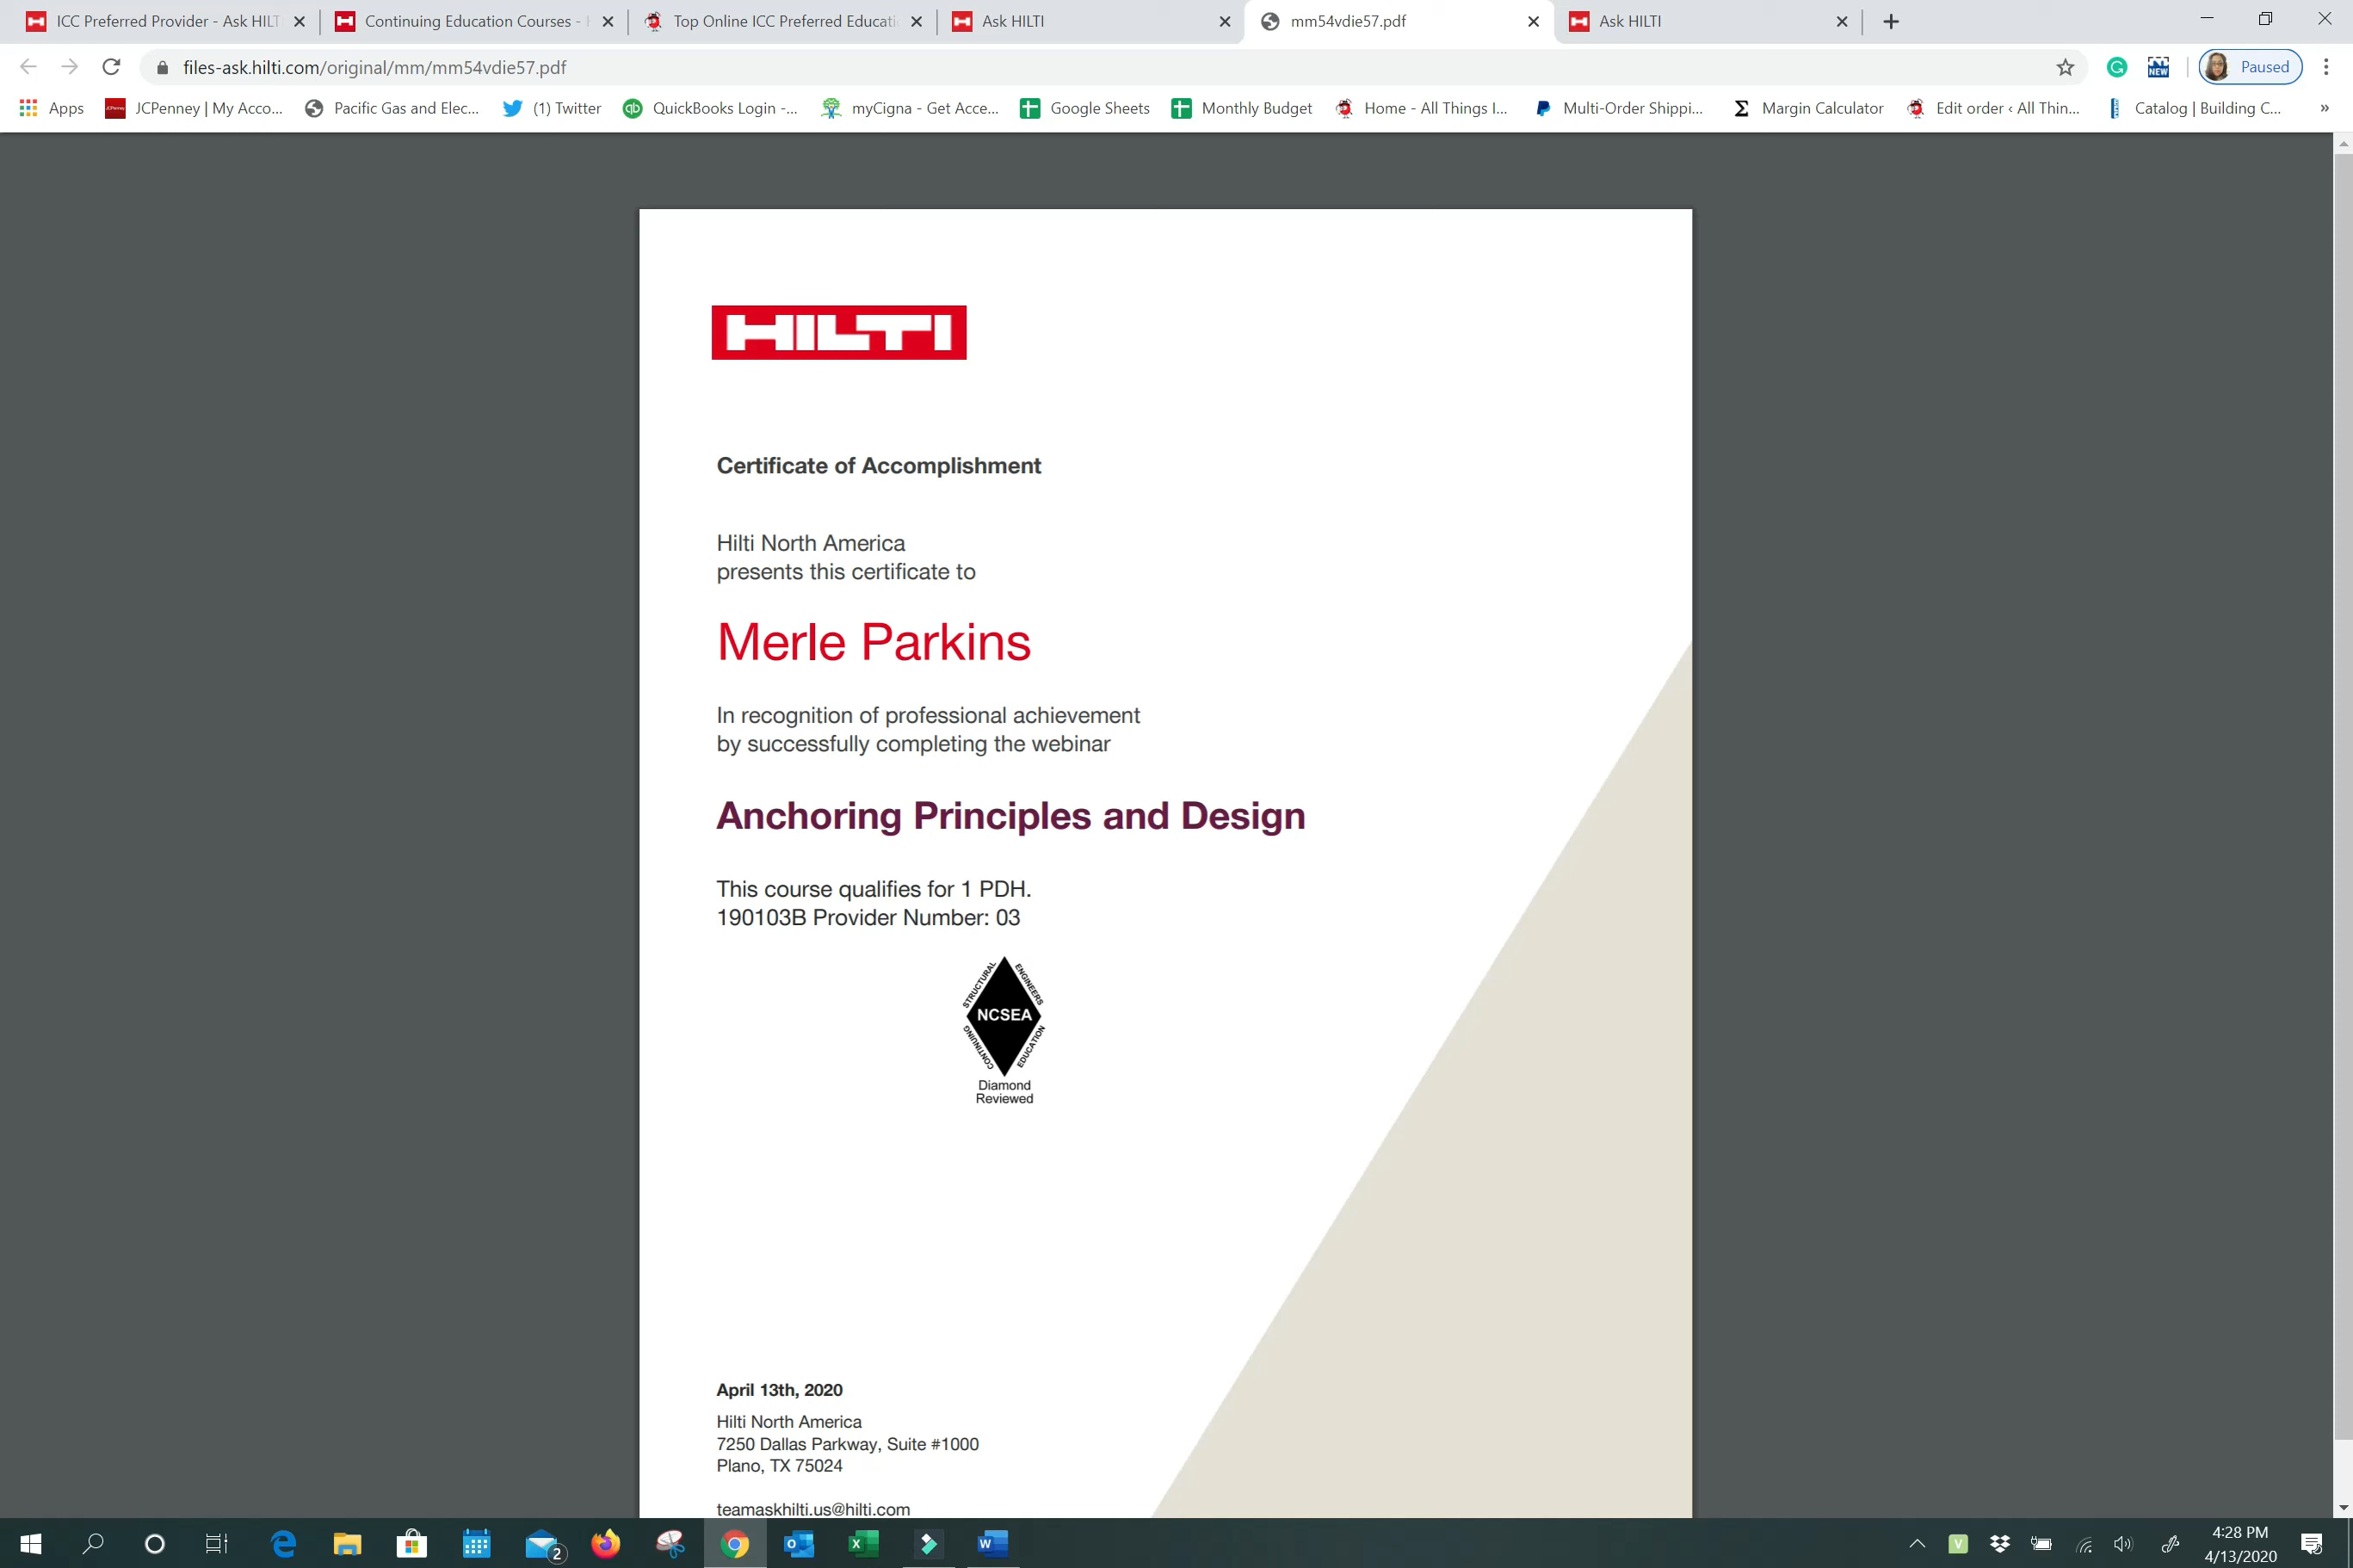 ICC Preferred Provider - Ask HILT
Continuing Education Courses -
Top Online ICC Preferred Educati
Ask HILTI
mm54vdie57.pdf
Ask HILTI
files-ask.hilti.com/original/mm/mm54vdie57.pdf
NEW
Paused
Apps
JCPenney | My Acco...
Pacific Gas and Elec...
(1) Twitter
QuickBooks Login -...
myCigna - Get Acce...
Google Sheets
Monthly Budget
Home - All Things I...
Multi-Order Shippi...
Margin Calculator
Edit order ‹ All Thin...
Catalog | Building C...
»
HILTI
Certificate of Accomplishment
Hilti North America
presents this certificate to
Merle Parkins
In recognition of professional achievement
by successfully completing the webinar
Anchoring Principles and Design
This course qualifies for 1 PDH.
190103B Provider Number: 03
STRUCTURAL
ENGINEERS
NCSEA
CONTINUING
EDUCATION
Diamond
Reviewed
April 13th, 2020
Hilti North America
7250 Dallas Parkway, Suite #1000
Plano, TX 75024
teamaskhilti.us@hilti.com
2
4:28 PM
4/13/2020